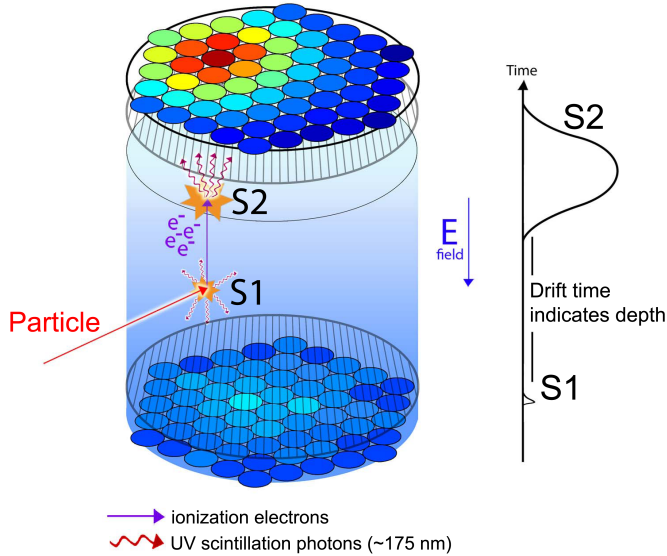 Time
S2
S2
e-
e-
e-
e-
e-
E
field
Drift time
indicates depth
S1
Particle
S1
ionization electrons
UV scintillation photons (~175 nm)